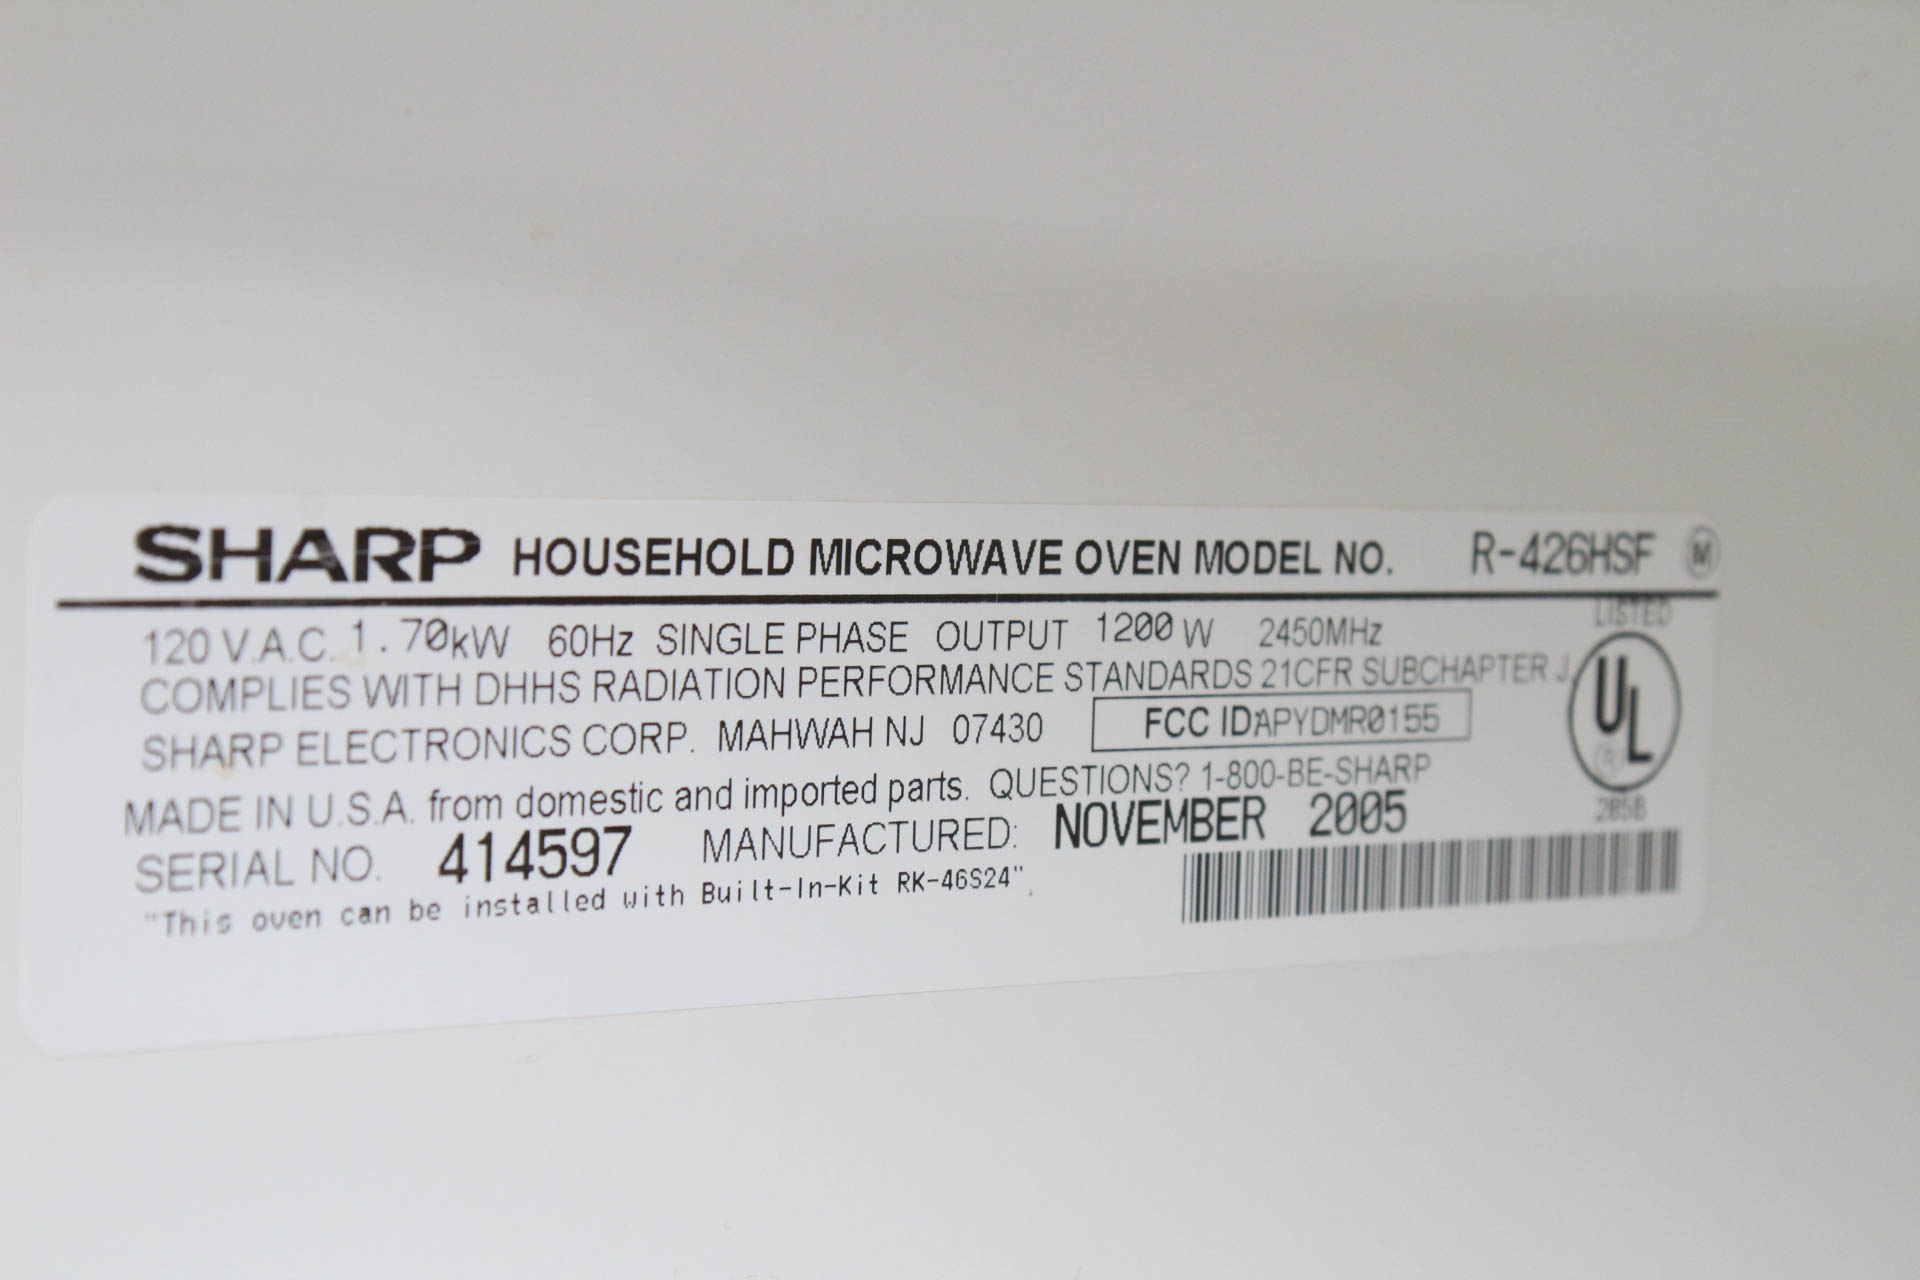 SHARP HOUSEHOLD MICROWAVE OVEN MODEL NO. R-426HSF M
LISTED
120 V.A.C. 1.70kW 60Hz SINGLE PHASE OUTPUT 1200 W 2450MHz
COMPLIES WITH DHHS RADIATION PERFORMANCE STANDARDS 21CFR SUBCHAPTER J.
UL
®
SHARP ELECTRONICS CORP. MAHWAH NJ 07430 FCC ID:APYDMR0155
MADE IN U.S.A. from domestic and imported parts. QUESTIONS? 1-800-BE-SHARP
285B
SERIAL NO. 414597 MANUFACTURED: NOVEMBER 2005
"This oven can be installed with Built-In-Kit RK-46S24".